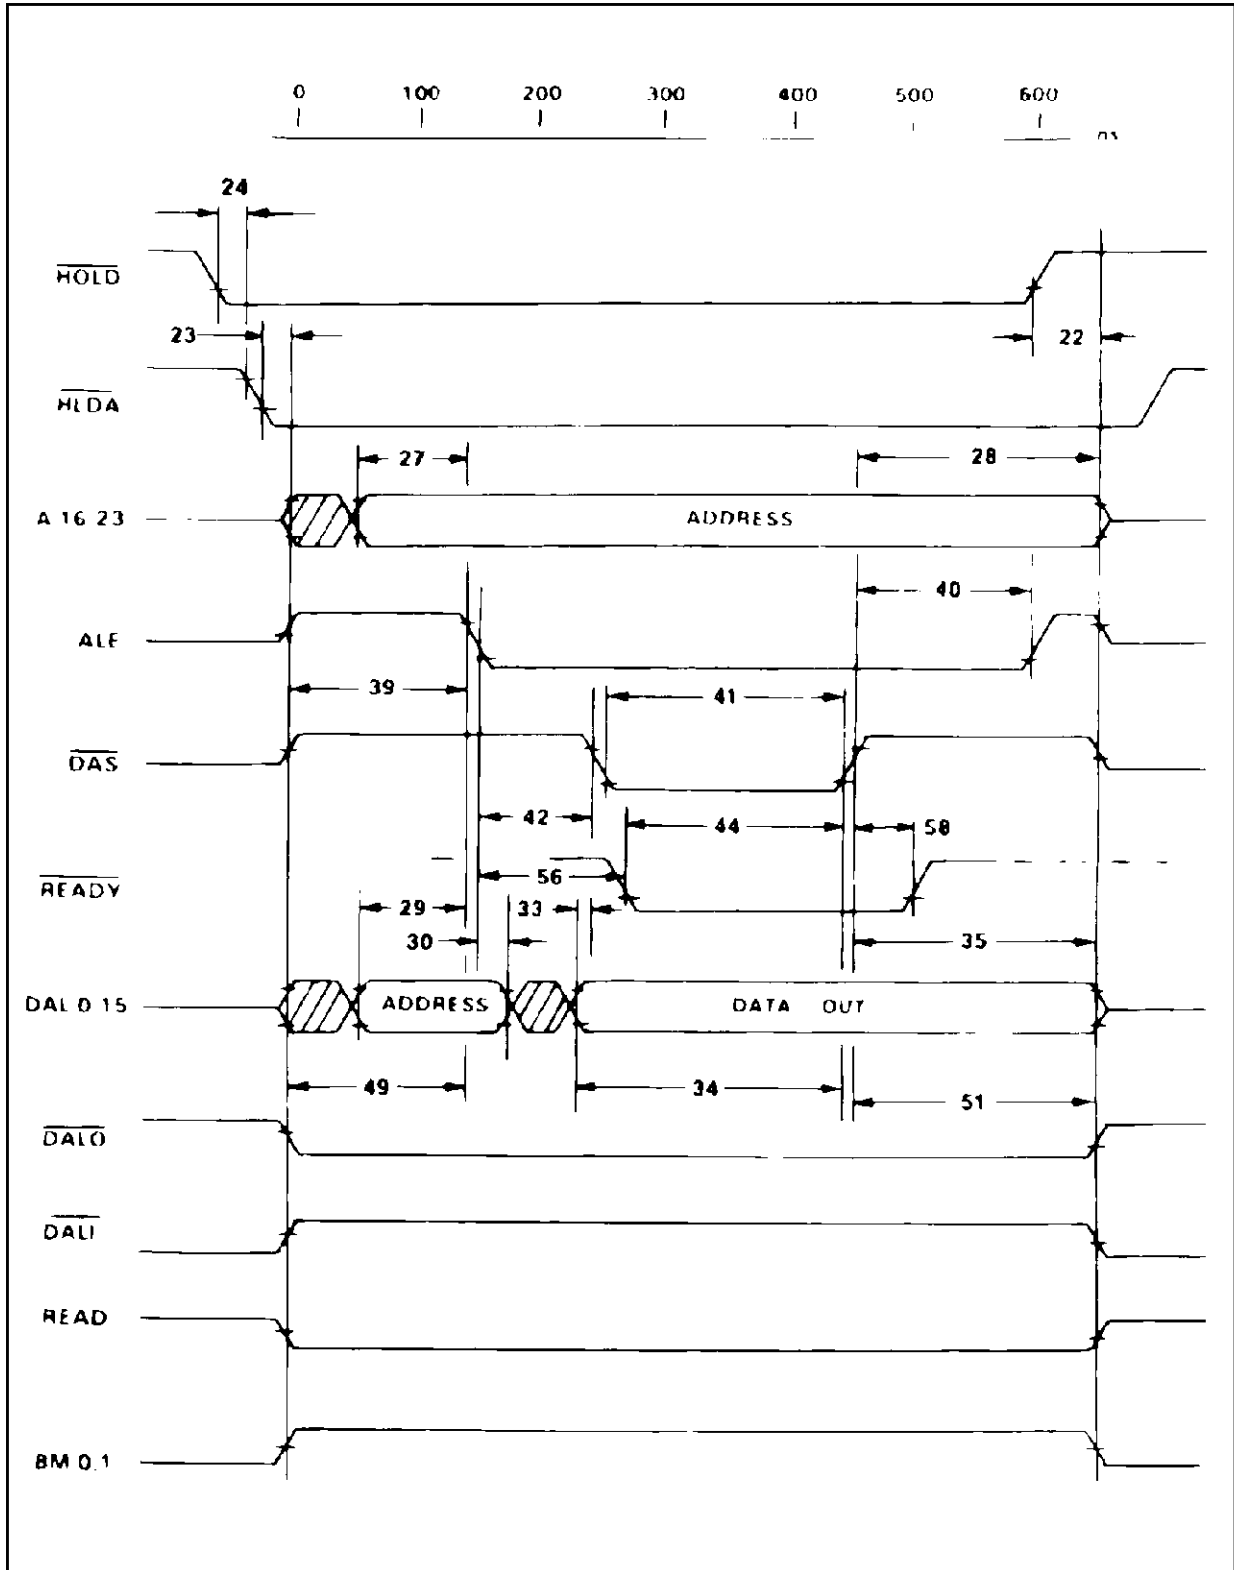 0 100 200 300 400 500 600
ns
24
HOLD
23 22
HLDA
27 28
A 16 23 ADDRESS
40
ALE
39 41
DAS
42 44 58
READY 56
29 33
30 35
DAL 0 15 ADDRESS DATA OUT
49 34
51
DALO
DALI
READ
BM 0.1